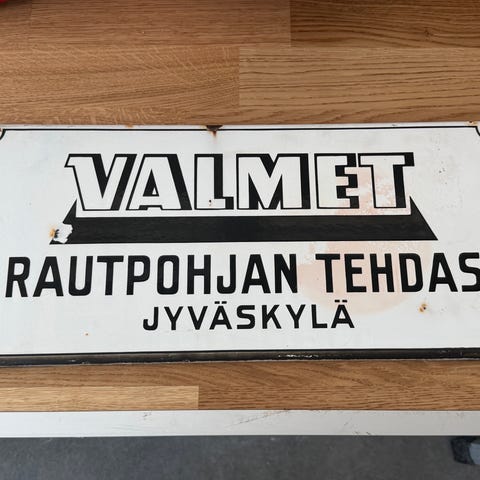 VALMET
RAUTPOHJAN TEHDAS
JYVÄSKYLÄ